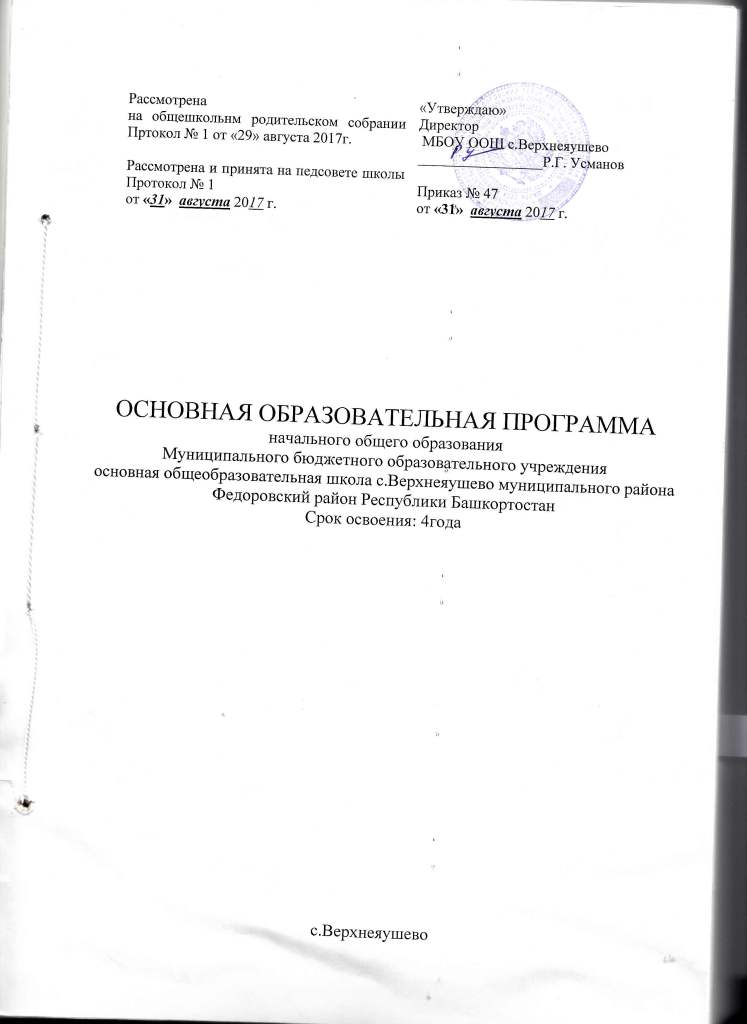 Рассмотрена
на общешкольнм родительском собрании
Пртокол № 1 от «29» августа 2017г.
Рассмотрена и принята на педсовете школы
Протокол № 1
от «31» августа 2017 г.
«Утверждаю»
Директор
МБОУ ООШ с.Верхнеяушево
Р.Г. Усманов
Приказ № 47
от «31» августа 2017 г.
ОСНОВНАЯ ОБРАЗОВАТЕЛЬНАЯ ПРОГРАММА
начального общего образования
Муниципального бюджетного образовательного учреждения
основная общеобразовательная школа с.Верхнеяушево муниципального района
Федоровский район Республики Башкортостан
Срок освоения: 4года
с.Верхнеяушево